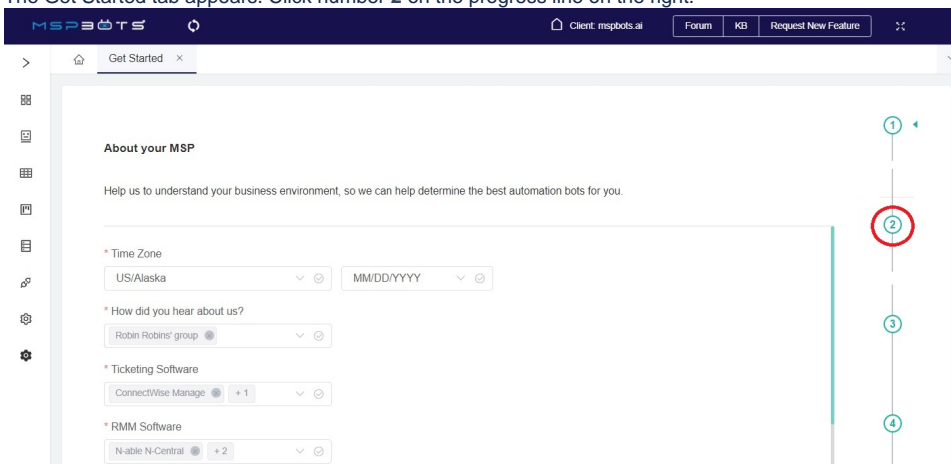 The Get Started tab appears. Click number 2 on the progress line on the right.
MSPBOTS
Client: mspbots.ai
Forum
KB
Request New Feature
Get Started ×
1
About your MSP
Help us to understand your business environment, so we can help determine the best automation bots for you.
2
* Time Zone
US/Alaska
MM/DD/YYYY
* How did you hear about us?
Robin Robins' group
3
* Ticketing Software
ConnectWise Manage + 1
* RMM Software
4
N-able N-Central + 2